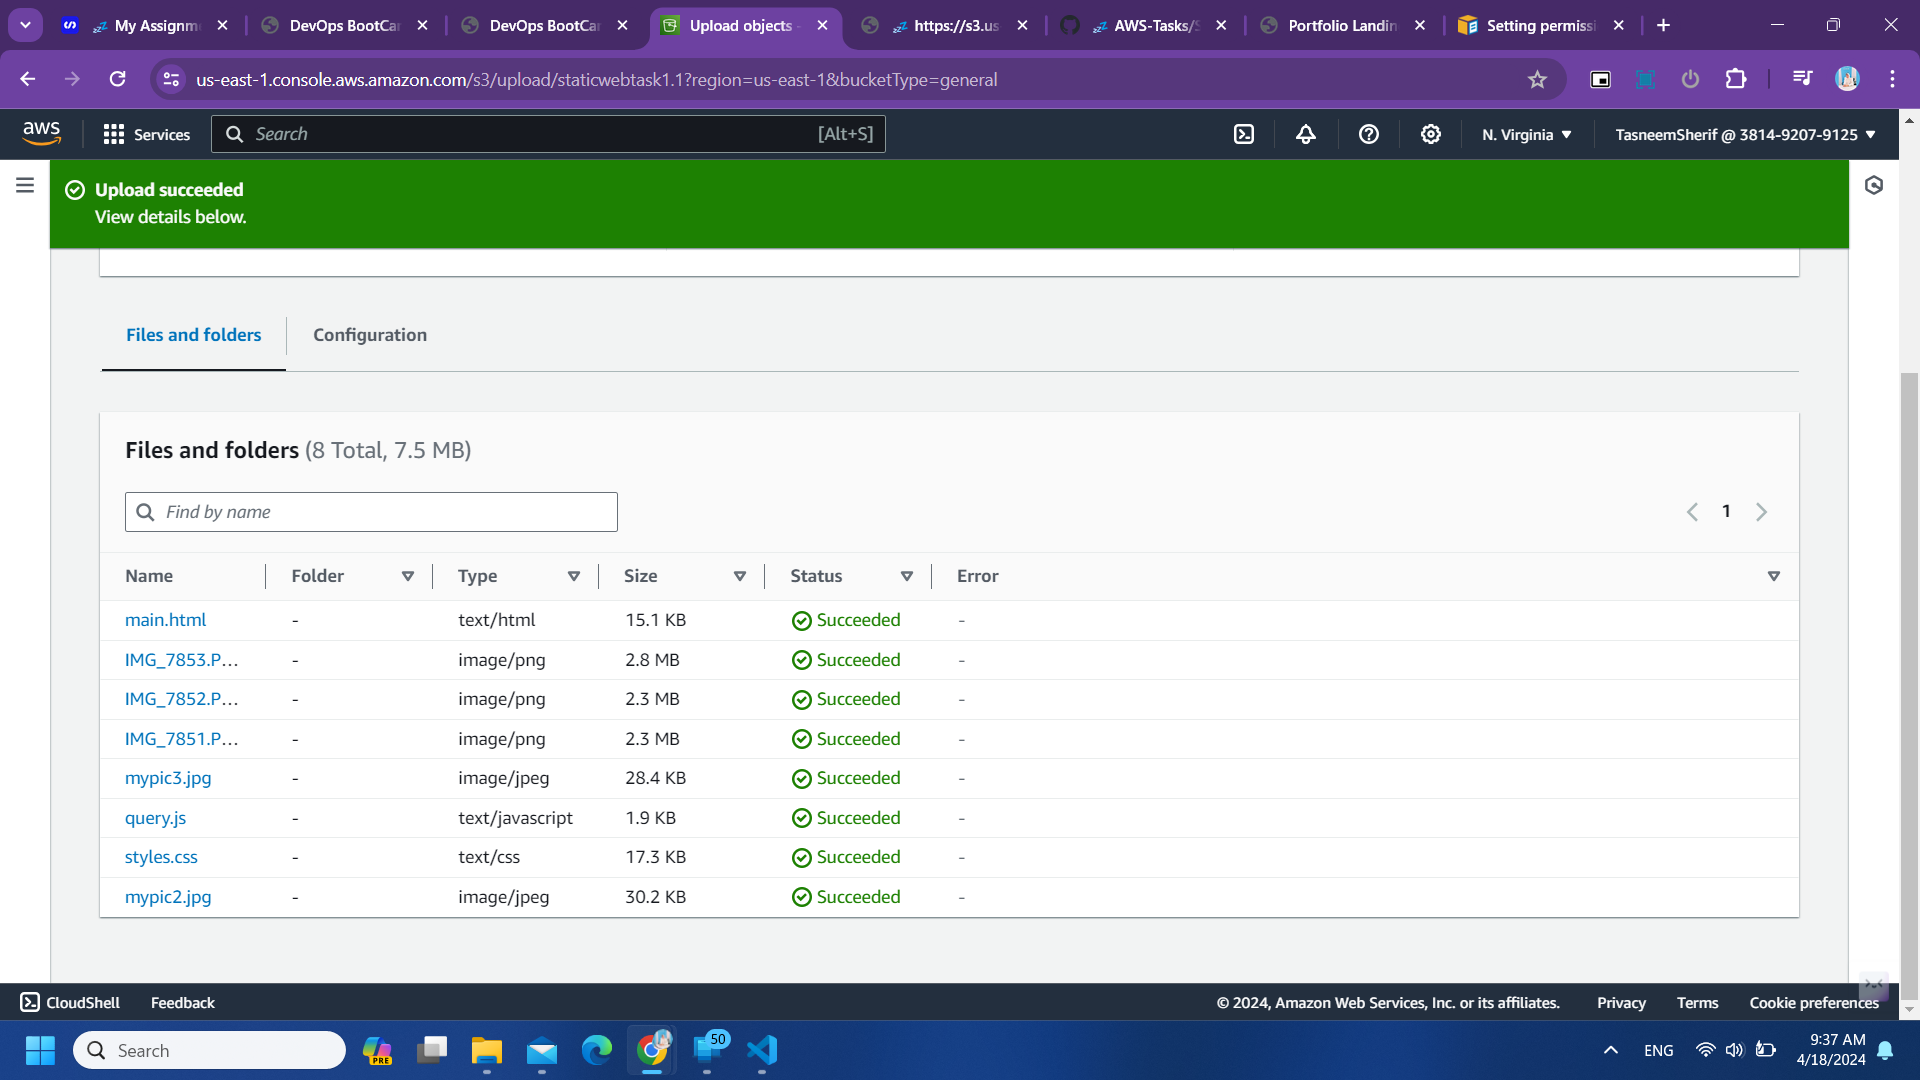 My Assignm
DevOps BootCar
DevOps BootCar
Upload objects -
https://s3.us-
AWS-Tasks/S
Portfolio Landin
Setting permissi
us-east-1.console.aws.amazon.com/s3/upload/staticwebtask1.1?region=us-east-1&bucketType=general
aws
Services
Search
[Alt+S]
N. Virginia
TasneemSherif @ 3814-9207-9125
Upload succeeded
View details below.
Files and folders
Configuration
Files and folders (8 Total, 7.5 MB)
Find by name
1
Name Folder Type Size Status Error
main.html - text/html 15.1 KB Succeeded -
IMG_7853.P... - image/png 2.8 MB Succeeded -
IMG_7852.P... - image/png 2.3 MB Succeeded -
IMG_7851.P... - image/png 2.3 MB Succeeded -
mypic3.jpg - image/jpeg 28.4 KB Succeeded -
query.js - text/javascript 1.9 KB Succeeded -
styles.css - text/css 17.3 KB Succeeded -
mypic2.jpg - image/jpeg 30.2 KB Succeeded -
CloudShell Feedback © 2024, Amazon Web Services, Inc. or its affiliates. Privacy Terms Cookie preferences
Search
PRE
50
ENG
9:37 AM
4/18/2024